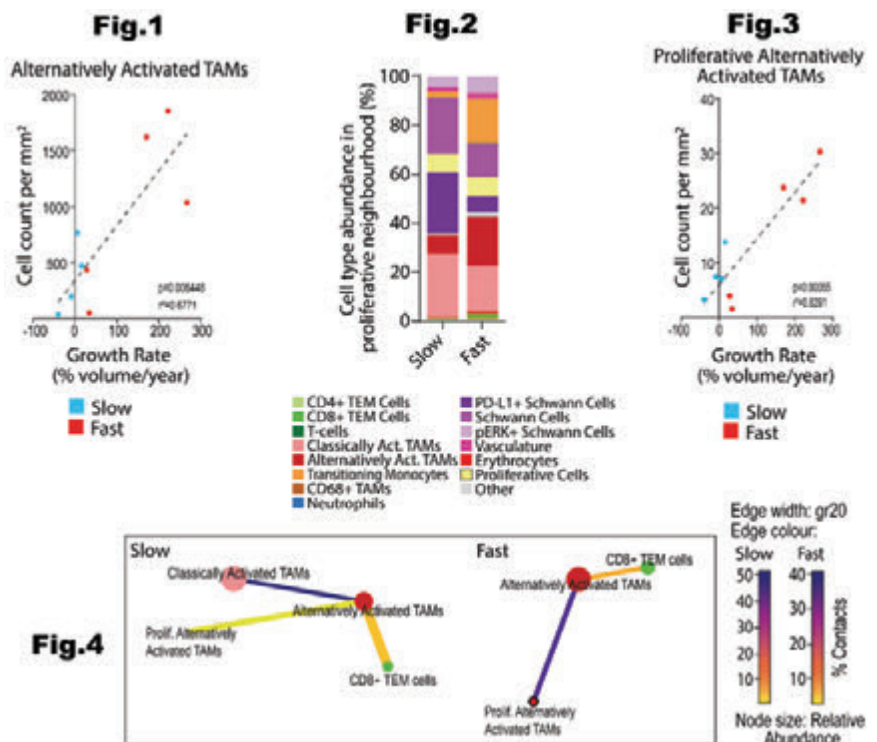 Fig.1
Alternatively Activated TAMs
Cell count per mm²
2000
1500
1000
500
0
-100
0
100
200
300
Growth Rate
(% volume/year)
Slow
Fast
Fig.2
Cell type abundance in
proliferative neighbourhood (%)
100
80
60
40
20
0
Slow
Fast
CD4+ TEM Cells
CD8+ TEM Cells
T-cells
Classically Act. TAMs
Alternatively Act. TAMs
Transitioning Monocytes
CD68+ TAMs
Neutrophils
PD-L1+ Schwann Cells
Schwann Cells
pERK+ Schwann Cells
Vasculature
Erythrocytes
Proliferative Cells
Other
Fig.3
Proliferative Alternatively
Activated TAMs
Cell count per mm²
40
30
20
10
0
-100
0
100
200
300
Growth Rate
(% volume/year)
Slow
Fast
Fig.4
Slow
Classically Activated TAMs
Alternatively Activated TAMs
Prolif. Alternatively
Activated TAMs
CD8+ TEM cells
Fast
CD8+ TEM cells
Alternatively Activated TAMs
Prolif. Alternatively
Activated TAMs
Edge width: gr20
Edge colour:
Slow
Fast
50
40
30
20
10
40
30
20
10
% Contacts
Node size: Relative
Abundance